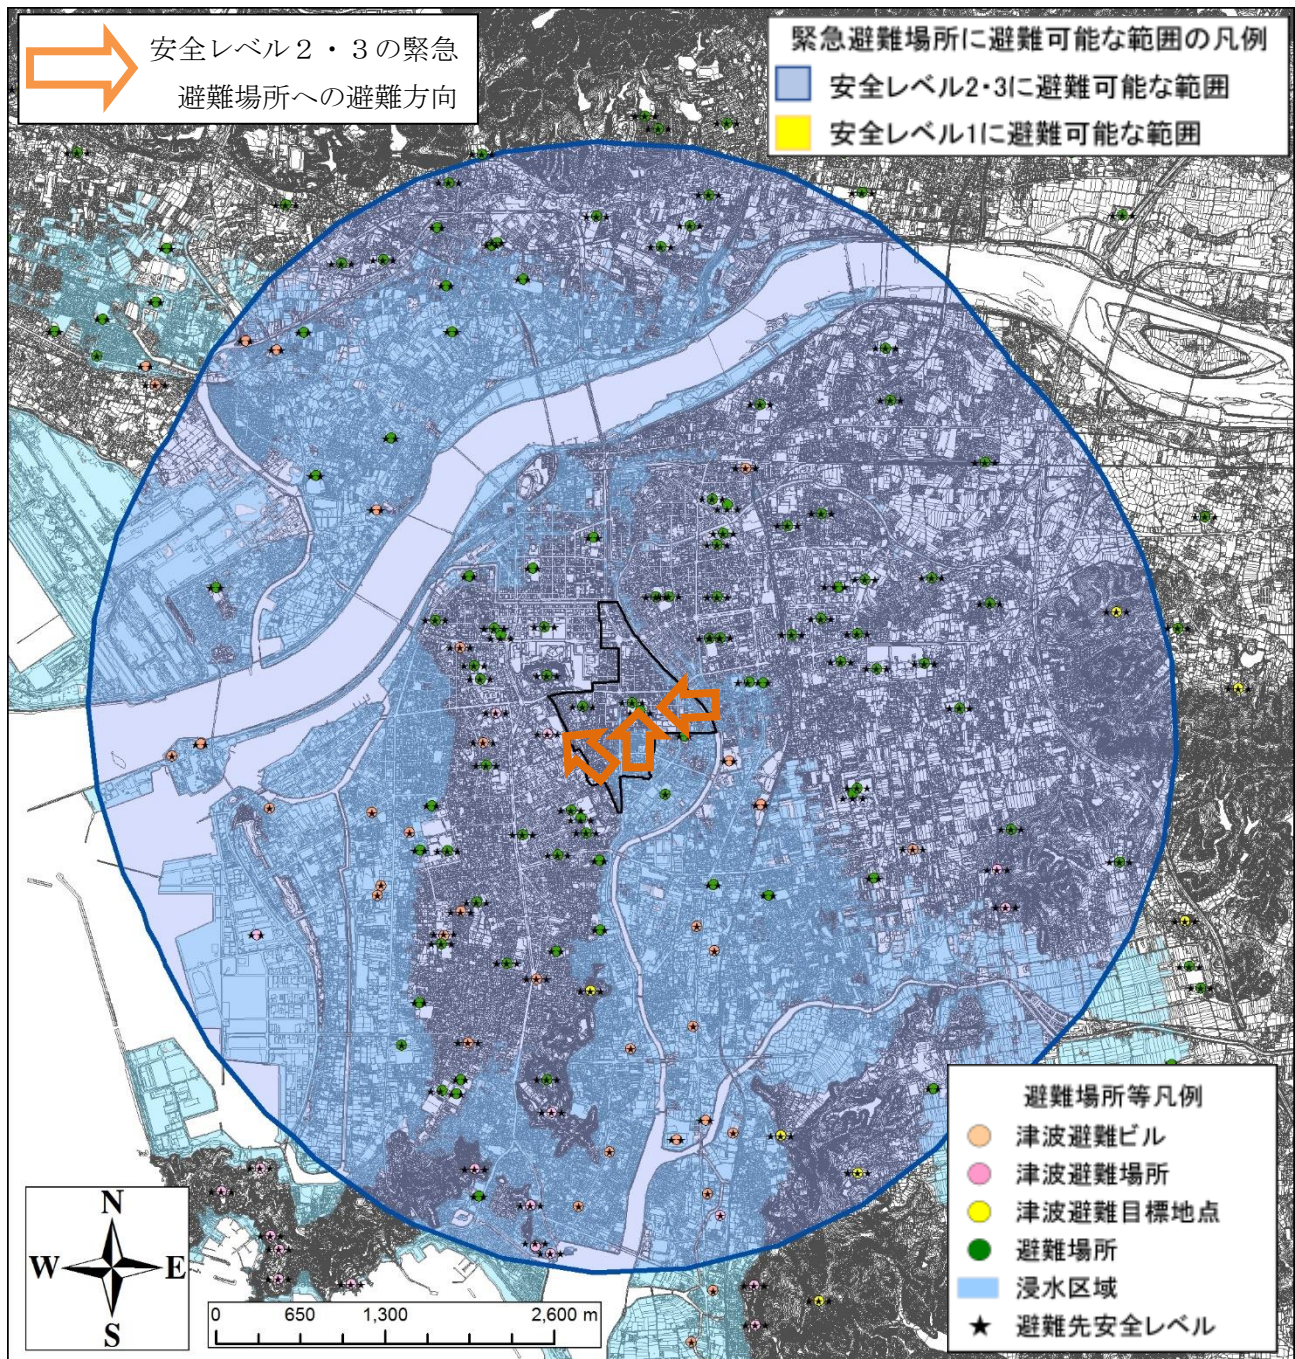 安全レベル２・３の緊急
避難場所への避難方向
緊急避難場所に避難可能な範囲の凡例
安全レベル2・3に避難可能な範囲
安全レベル1に避難可能な範囲
避難場所等凡例
津波避難ビル
津波避難場所
津波避難目標地点
避難場所
浸水区域
★ 避難先安全レベル
N
W E
S
0 650 1,300 2,600 m